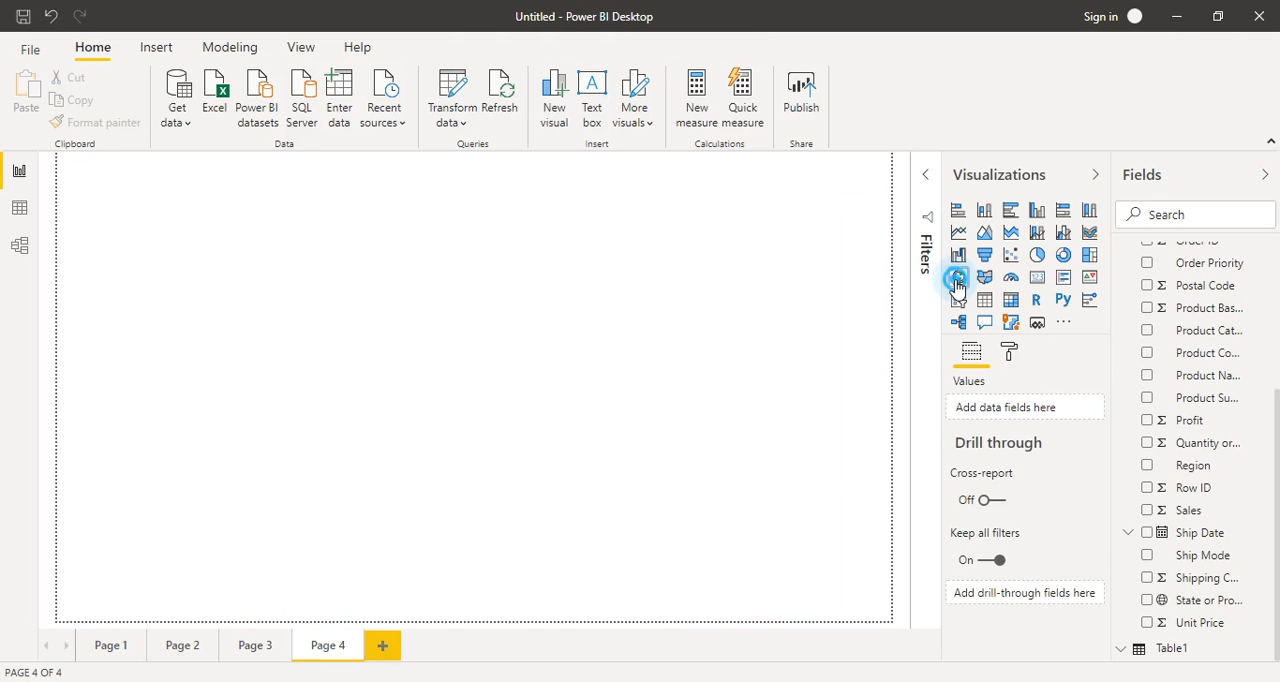 Untitled - Power BI Desktop
Sign in
File
Home
Insert
Modeling
View
Help
Paste
Cut
Copy
Format painter
Clipboard
Get data
Excel
Power BI datasets
SQL Server
Enter data
Recent sources
Data
Transform data
Refresh
Queries
New visual
Text box
More visuals
Insert
New measure
Quick measure
Calculations
Publish
Share
Filters
Visualizations
R
Py
123
...
Values
Add data fields here
Drill through
Cross-report
Off
Keep all filters
On
Add drill-through fields here
Fields
Search
Order ID
Order Priority
Σ Postal Code
Σ Product Bas...
Product Cat...
Product Co...
Product Na...
Product Su...
Σ Profit
Σ Quantity or...
Region
Σ Row ID
Σ Sales
Ship Date
Ship Mode
Σ Shipping C...
State or Pro...
Σ Unit Price
Table1
Page 1
Page 2
Page 3
Page 4
+
PAGE 4 OF 4